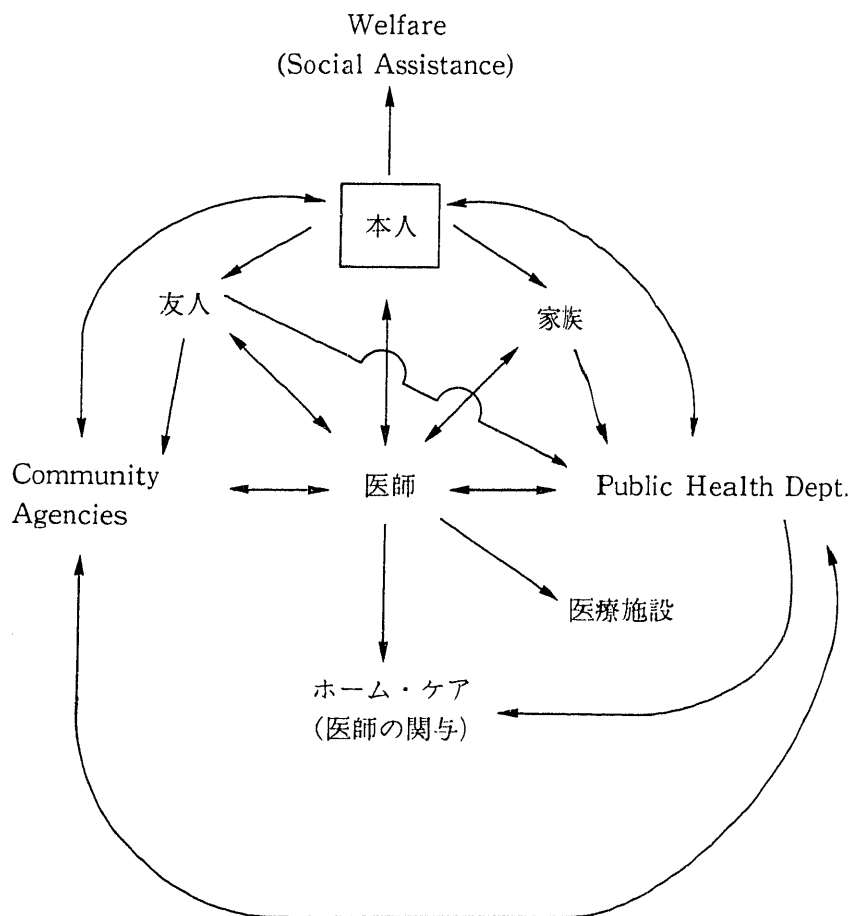 Welfare
(Social Assistance)
本人
友人
家族
Community
Agencies
医師
Public Health Dept.
医療施設
ホーム・ケア
(医師の関与)